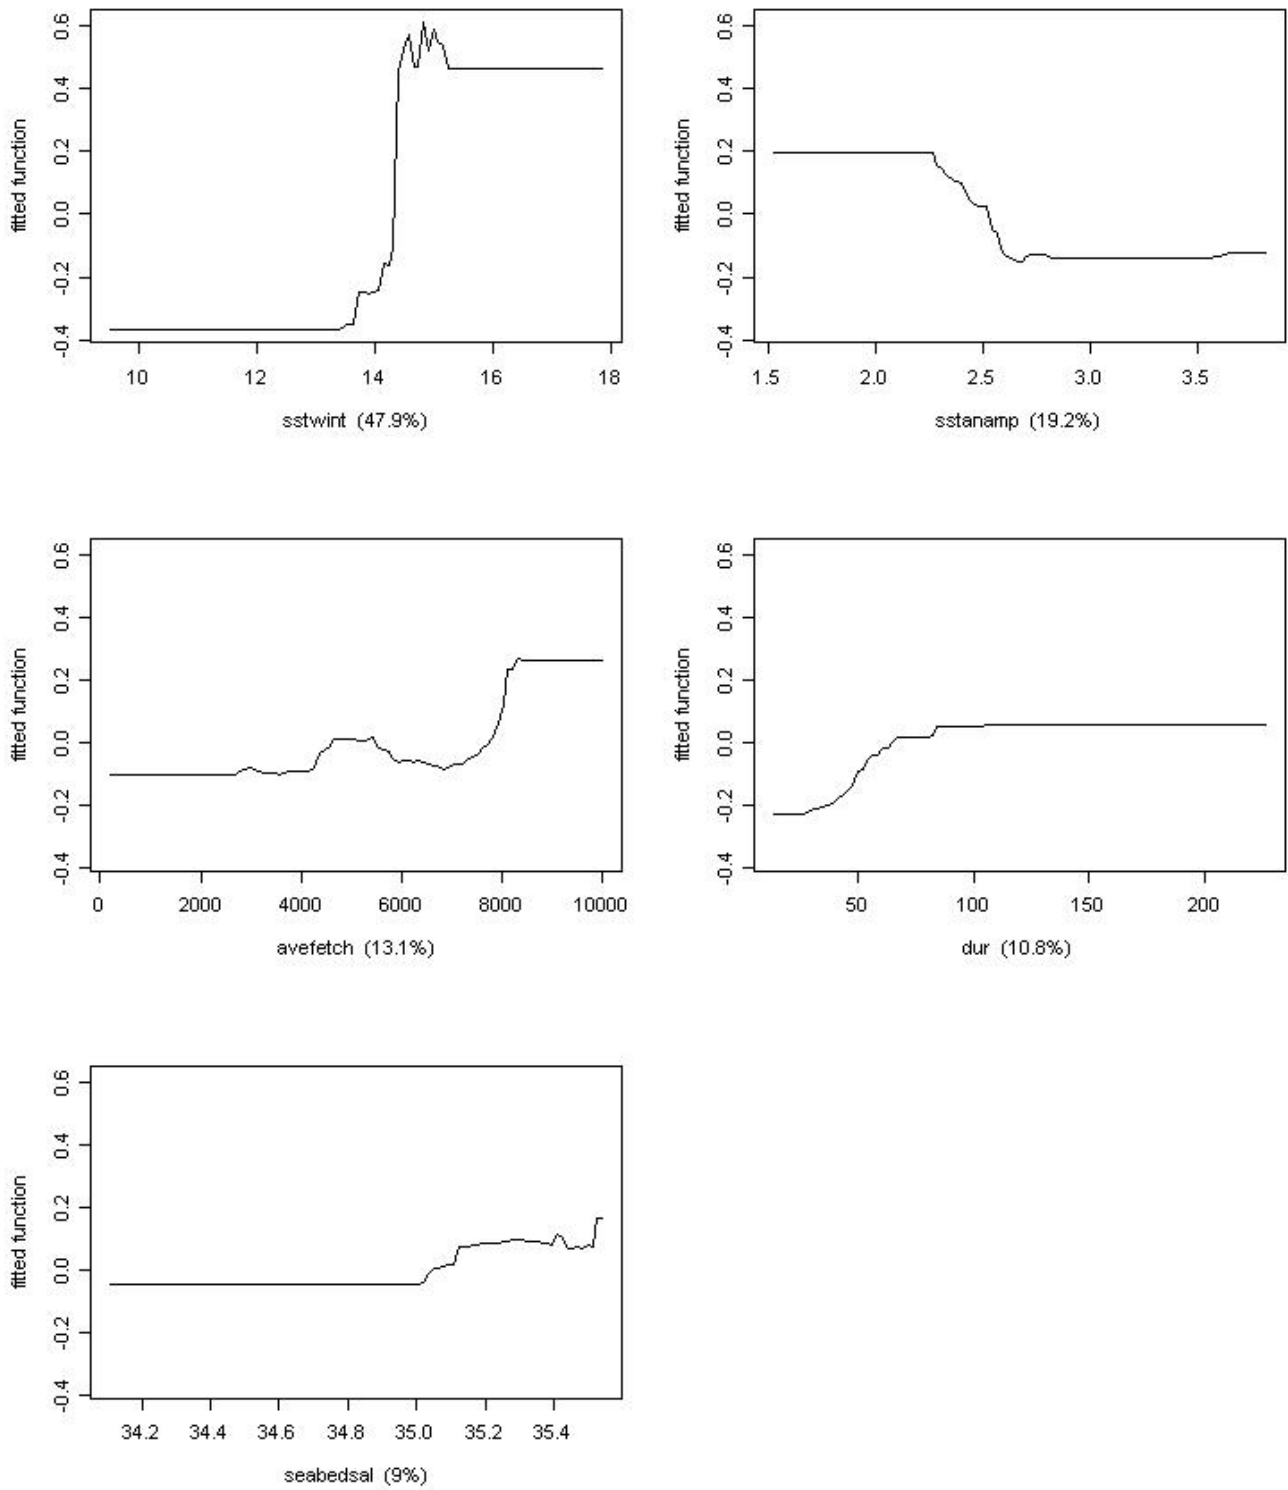 fitted function
0.6
0.4
0.2
0.0
-0.2
-0.4
10 12 14 16 18
sstwint (47.9%)
fitted function
0.6
0.4
0.2
0.0
-0.2
-0.4
1.5 2.0 2.5 3.0 3.5
sstanamp (19.2%)
fitted function
0.6
0.4
0.2
0.0
-0.2
-0.4
0 2000 4000 6000 8000 10000
avefetch (13.1%)
fitted function
0.6
0.4
0.2
0.0
-0.2
-0.4
50 100 150 200
dur (10.8%)
fitted function
0.6
0.4
0.2
0.0
-0.2
-0.4
34.2 34.4 34.6 34.8 35.0 35.2 35.4
seabedsal (9%)